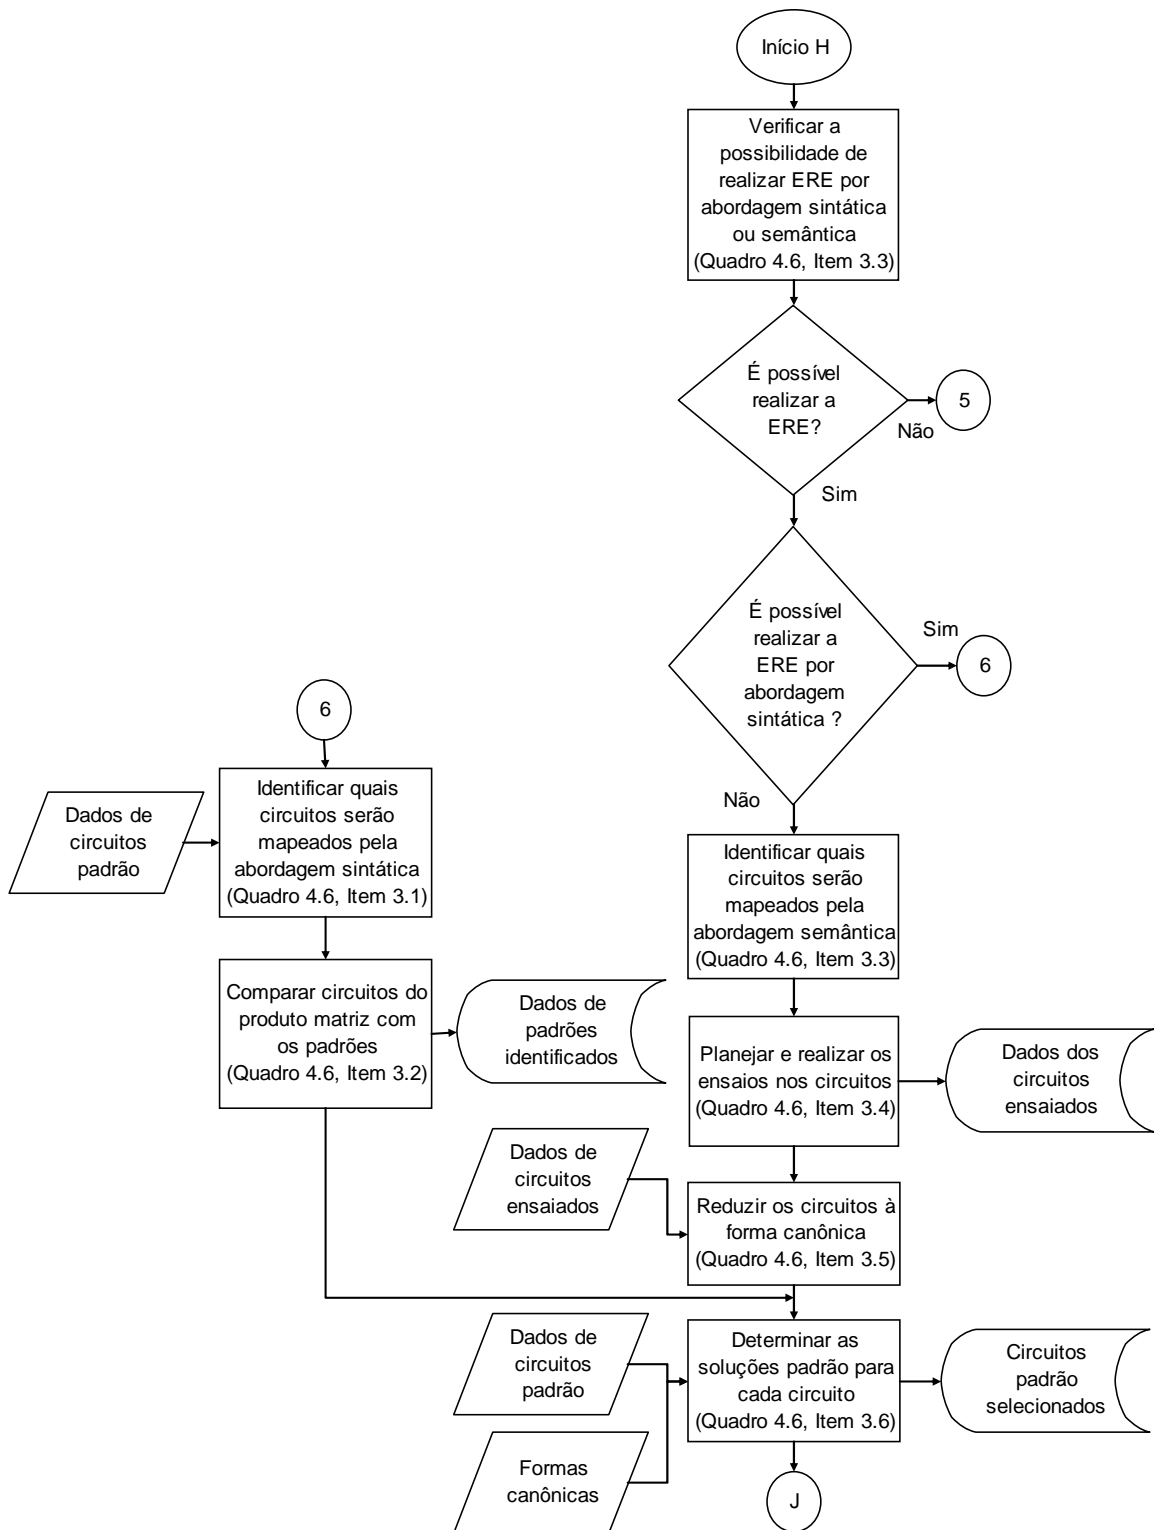 Início H
Verificar a
possibilidade de
realizar ERE por
abordagem sintática
ou semântica
(Quadro 4.6, Item 3.3)
É possível
realizar a
ERE?
5
Não
Sim
É possível
realizar a
ERE por
abordagem
sintática ?
Sim
6
Não
6
Dados de
circuitos
padrão
Identificar quais
circuitos serão
mapeados pela
abordagem sintática
(Quadro 4.6, Item 3.1)
Comparar circuitos do
produto matriz com
os padrões
(Quadro 4.6, Item 3.2)
Dados de
padrões
identificados
Identificar quais
circuitos serão
mapeados pela
abordagem semântica
(Quadro 4.6, Item 3.3)
Planejar e realizar os
ensaios nos circuitos
(Quadro 4.6, Item 3.4)
Dados dos
circuitos
ensaiados
Dados de
circuitos
ensaiados
Reduzir os circuitos à
forma canônica
(Quadro 4.6, Item 3.5)
Dados de
circuitos
padrão
Formas
canônicas
Determinar as
soluções padrão para
cada circuito
(Quadro 4.6, Item 3.6)
Circuitos
padrão
selecionados
J